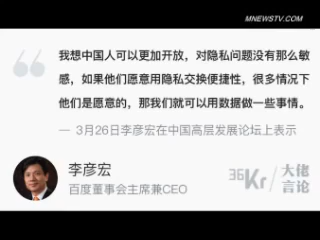 MNEWSTV.COM
我想中国人可以更加开放，对隐私问题没有那么敏
感，如果他们愿意用隐私交换便捷性，很多情况下
他们是愿意的，那我们就可以用数据做一些事情。
— 3月26日李彦宏在中国高层发展论坛上表示
李彦宏
百度董事会主席兼CEO
36Kr
大佬
言论